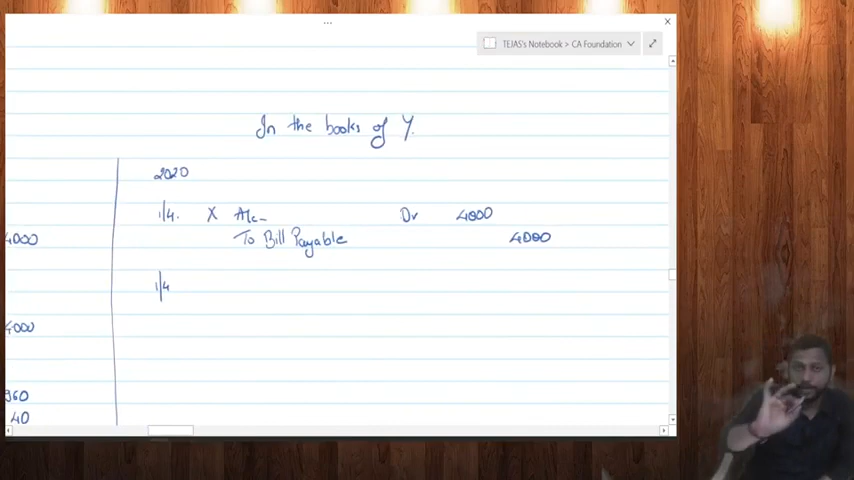 ...
TEJAS's Notebook > CA Foundation
In the books of Y.
2020
4000
1/4. X A/c- Dr 4000
To Bill Payable 4000
1/4
4000
960
40